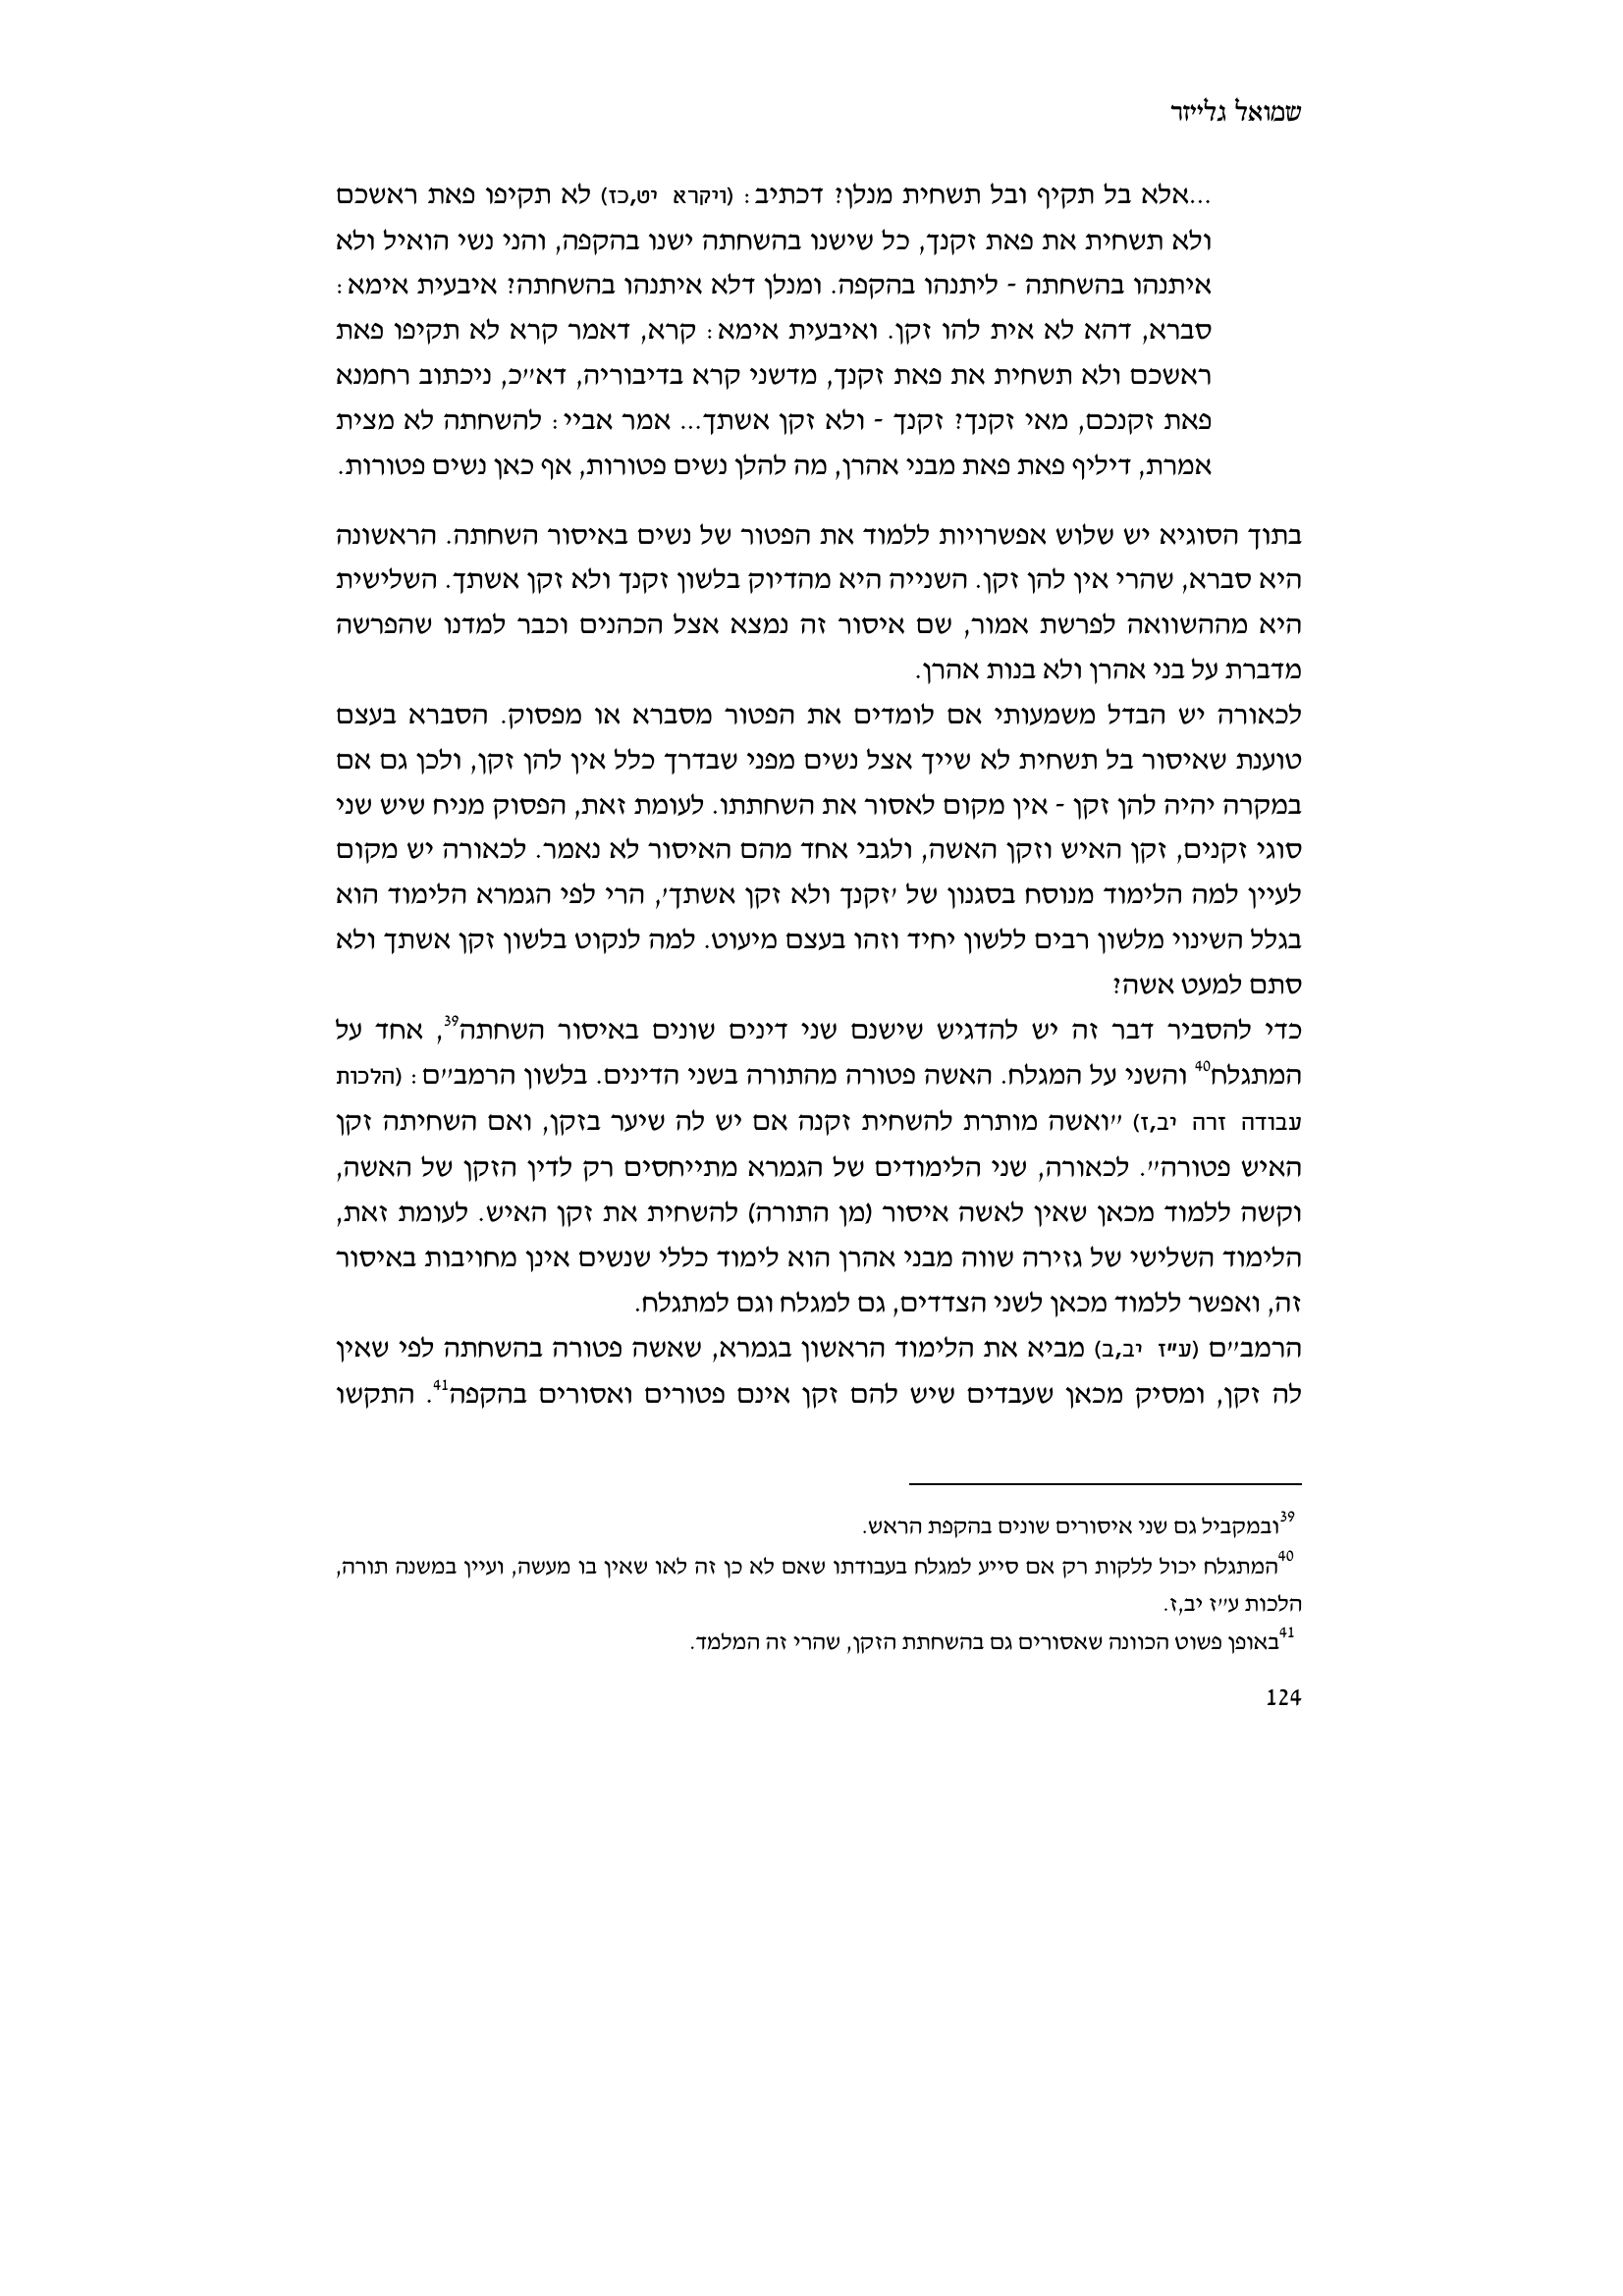 שמואל גלייזר
...אלא בל תקיף ובל תשחית מנלן? דכתיב: (ויקרא יט,כז) לא תקיפו פאת ראשכם
ולא תשחית את פאת זקנך, כל שישנו בהשחתה ישנו בהקפה, והני נשי הואיל ולא
איתנהו בהשחתה - ליתנהו בהקפה. ומנלן דלא איתנהו בהשחתה? איבעית אימא:
סברא, דהא לא אית להו זקן. ואיבעית אימא: קרא, דאמר קרא לא תקיפו פאת
ראשכם ולא תשחית את פאת זקנך, מדשני קרא בדיבוריה, דא"כ, ניכתוב רחמנא
פאת זקנכם, מאי זקנך? זקנך - ולא זקן אשתך... אמר אביי: להשחתה לא מצית
אמרת, דיליף פאת פאת מבני אהרן, מה להלן נשים פטורות, אף כאן נשים פטורות.
בתוך הסוגיא יש שלוש אפשרויות ללמוד את הפטור של נשים באיסור השחתה. הראשונה
היא סברא, שהרי אין להן זקן. השנייה היא מהדיוק בלשון זקנך ולא זקן אשתך. השלישית
היא מההשוואה לפרשת אמור, שם איסור זה נמצא אצל הכהנים וכבר למדנו שהפרשה
מדברת על בני אהרן ולא בנות אהרן.
לכאורה יש הבדל משמעותי אם לומדים את הפטור מסברא או מפסוק. הסברא בעצם
טוענת שאיסור בל תשחית לא שייך אצל נשים מפני שבדרך כלל אין להן זקן, ולכן גם אם
במקרה יהיה להן זקן - אין מקום לאסור את השחתתו. לעומת זאת, הפסוק מניח שיש שני
סוגי זקנים, זקן האיש וזקן האשה, ולגבי אחד מהם האיסור לא נאמר. לכאורה יש מקום
לעיין למה הלימוד מנוסח בסגנון של 'זקנך ולא זקן אשתך', הרי לפי הגמרא הלימוד הוא
בגלל השינוי מלשון רבים ללשון יחיד וזהו בעצם מיעוט. למה לנקוט בלשון זקן אשתך ולא
סתם למעט אשה?
כדי להסביר דבר זה יש להדגיש שישנם שני דינים שונים באיסור השחתה39, אחד על
המתגלח40 והשני על המגלח. האשה פטורה מהתורה בשני הדינים. בלשון הרמב"ם: (הלכות
עבודה זרה יב,ז) "ואשה מותרת להשחית זקנה אם יש לה שיער בזקן, ואם השחיתה זקן
האיש פטורה". לכאורה, שני הלימודים של הגמרא מתייחסים רק לדין הזקן של האשה,
וקשה ללמוד מכאן שאין לאשה איסור (מן התורה) להשחית את זקן האיש. לעומת זאת,
הלימוד השלישי של גזירה שווה מבני אהרן הוא לימוד כללי שנשים אינן מחויבות באיסור
זה, ואפשר ללמוד מכאן לשני הצדדים, גם למגלח וגם למתגלח.
הרמב"ם (ע"ז יב,ב) מביא את הלימוד הראשון בגמרא, שאשה פטורה בהשחתה לפי שאין
לה זקן, ומסיק מכאן שעבדים שיש להם זקן אינם פטורים ואסורים בהקפה41. התקשו
39ובמקביל גם שני איסורים שונים בהקפת הראש.
40המתגלח יכול ללקות רק אם סייע למגלח בעבודתו שאם לא כן זה לאו שאין בו מעשה, ועיין במשנה תורה,
הלכות ע"ז יב,ז.
41באופן פשוט הכוונה שאסורים גם בהשחתת הזקן, שהרי זה המלמד.
124